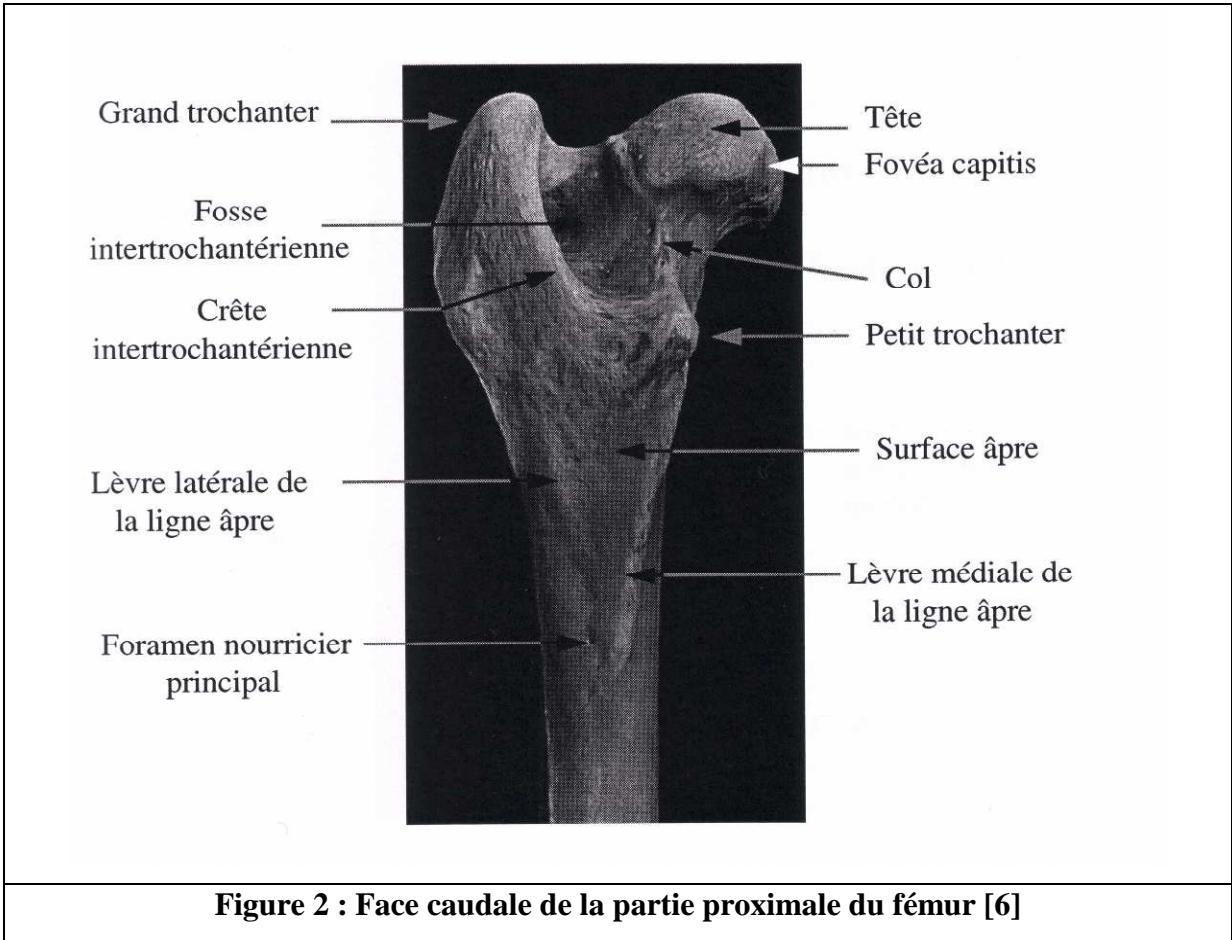 Grand trochanter
Fosse
intertrochantérienne
Crête
intertrochantérienne
Lèvre latérale de
la ligne âpre
Foramen nourricier
principal
Tête
Fovéa capitis
Col
Petit trochanter
Surface âpre
Lèvre médiale de
la ligne âpre
Figure 2 : Face caudale de la partie proximale du fémur [6]